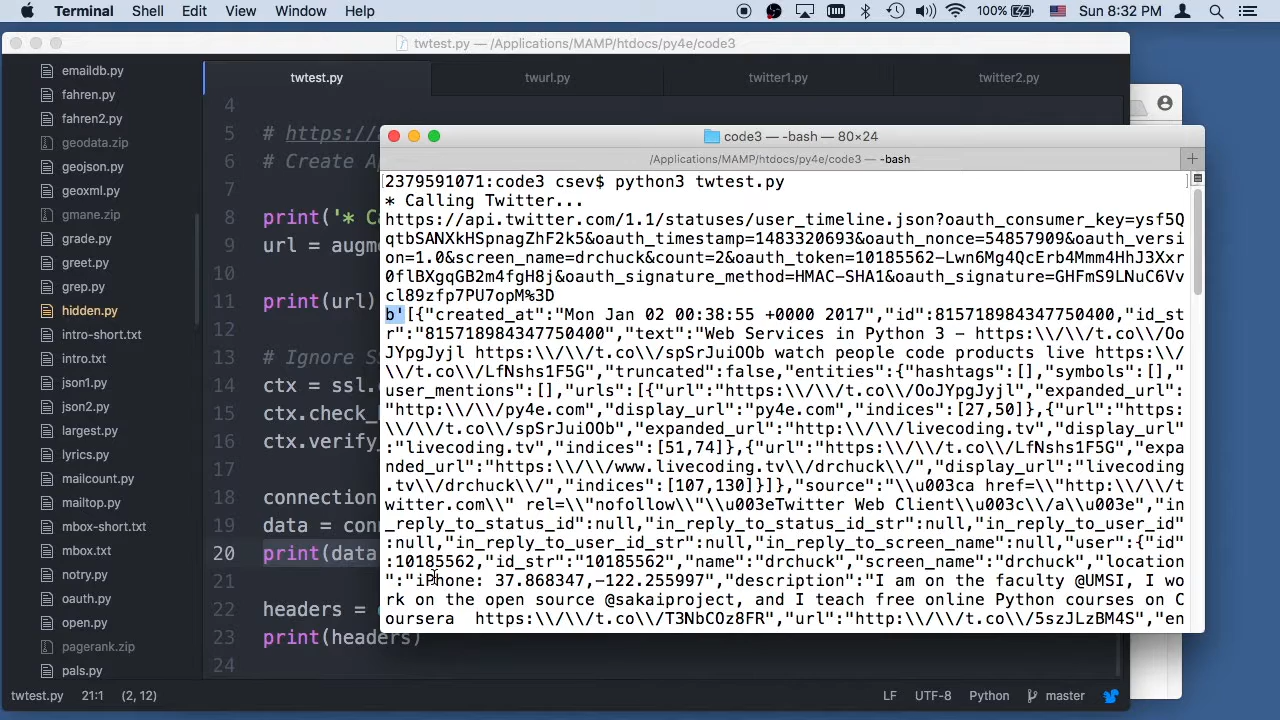 Terminal Shell Edit View Window Help 100% Sun 8:32 PM
twtest.py — /Applications/MAMP/htdocs/py4e/code3
emaildb.py
fahren.py
fahren2.py
geodata.zip
geojson.py
geoxml.py
gmane.zip
grade.py
greet.py
grep.py
hidden.py
intro-short.txt
intro.txt
json1.py
json2.py
largest.py
lyrics.py
mailcount.py
mailtop.py
mbox-short.txt
mbox.txt
notry.py
oauth.py
open.py
pagerank.zip
pals.py
twtest.py twurl.py twitter1.py twitter2.py
4
5 # https://
6 # Create A
7
8 print('* C
9 url = augm
10
11 print(url)
12
13 # Ignore S
14 ctx = ssl.
15 ctx.check_
16 ctx.verify_
17
18 connection
19 data = con
20 print(data
21
22 headers =
23 print(headers)
24
code3 — -bash — 80×24
/Applications/MAMP/htdocs/py4e/code3 — -bash
2379591071:code3 csev$ python3 twtest.py
* Calling Twitter...
https://api.twitter.com/1.1/statuses/user_timeline.json?oauth_consumer_key=ysf5Q
qtbSANXkHSpnagZhF2k5&oauth_timestamp=1483320693&oauth_nonce=54857909&oauth_versi
on=1.0&screen_name=drchuck&count=2&oauth_token=10185562-Lwn6Mg4QcErb4Mmm4HhJ3Xxr
0flBXgqGB2m4fgH8j&oauth_signature_method=HMAC-SHA1&oauth_signature=GHFmS9LNuC6Vv
cl89zfp7PU7opM%3D
b'[{"created_at":"Mon Jan 02 00:38:55 +0000 2017","id":815718984347750400,"id_st
r":"815718984347750400","text":"Web Services in Python 3 - https:\\/\\/t.co\\/Oo
JYpgJyjl https:\\/\\/t.co\\/spSrJuiOOb watch people code products live https:\\/
\\/t.co\\/LfNshs1F5G","truncated":false,"entities":{"hashtags":[],"symbols":[],"
user_mentions":[],"urls":[{"url":"https:\\/\\/t.co\\/OoJYpgJyjl","expanded_url":
"http:\\/\\/py4e.com","display_url":"py4e.com","indices":[27,50]},{"url":"https:
\\/\\/t.co\\/spSrJuiOOb","expanded_url":"http:\\/\\/livecoding.tv","display_url"
:"livecoding.tv","indices":[51,74]},{"url":"https:\\/\\/t.co\\/LfNshs1F5G","expa
nded_url":"https:\\/\\/www.livecoding.tv\\/drchuck\\/","display_url":"livecoding
.tv\\/drchuck\\/","indices":[107,130]}]},"source":"\\u003ca href=\\"http:\\/\\/t
witter.com\\" rel=\\"nofollow\\"\\u003eTwitter Web Client\\u003c\\/a\\u003e","in
_reply_to_status_id":null,"in_reply_to_status_id_str":null,"in_reply_to_user_id"
:null,"in_reply_to_user_id_str":null,"in_reply_to_screen_name":null,"user":{"id"
:10185562,"id_str":"10185562","name":"drchuck","screen_name":"drchuck","location
":"iPhone: 37.868347,-122.255997","description":"I am on the faculty @UMSI, I wo
rk on the open source @sakaiproject, and I teach free online Python courses on C
oursera  https:\\/\\/t.co\\/T3NbCOz8FR","url":"http:\\/\\/t.co\\/5szJLzBM4S","en
twtest.py 21:1 (2, 12) LF UTF-8 Python master